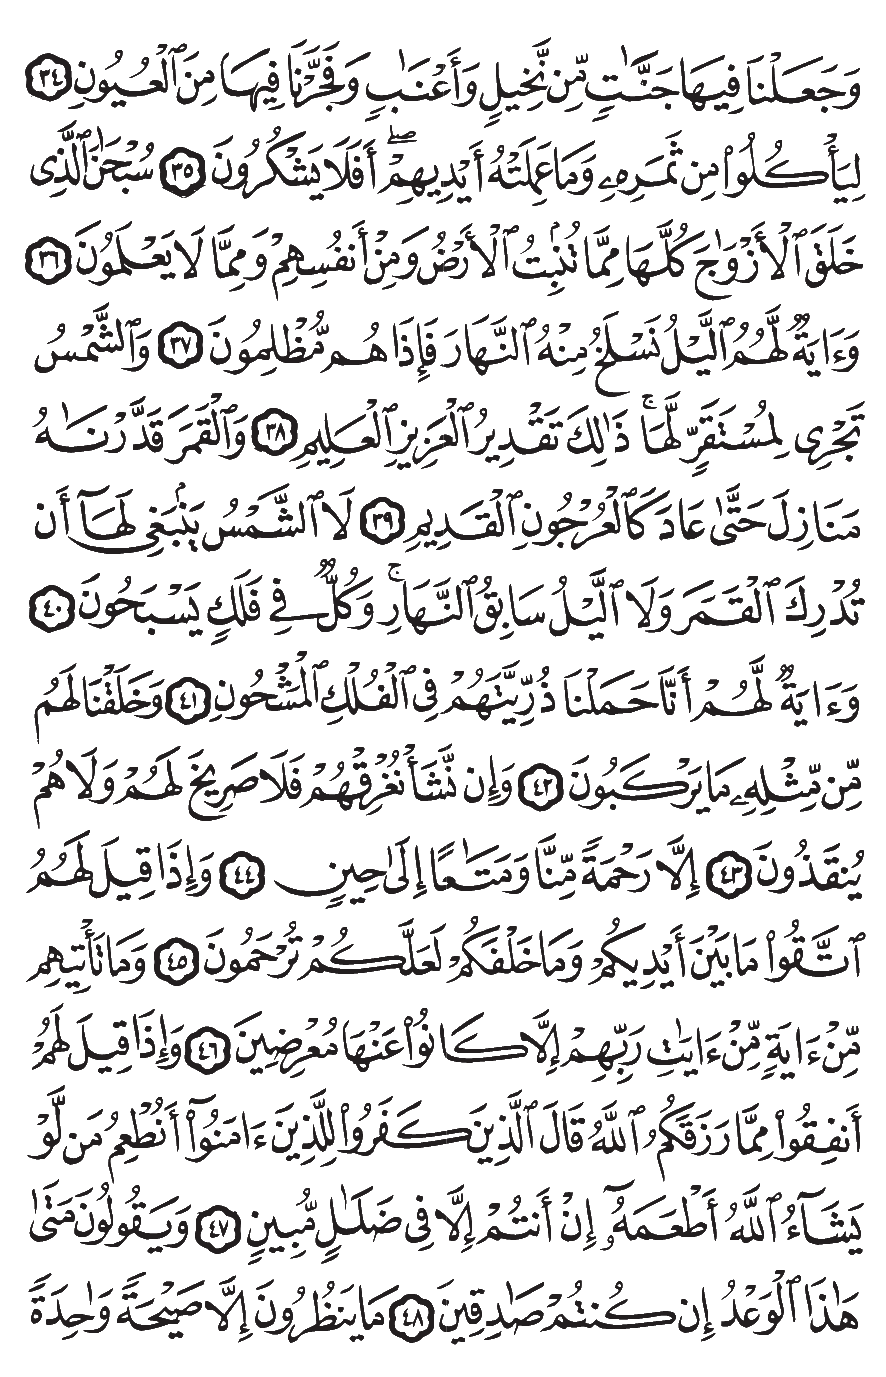 وَجَعَلْنَا فِيهَا جَنَّـٰتٍ مِّن نَّخِيلٍ وَأَعْنَـٰبٍ وَفَجَّرْنَا فِيهَا مِنَ ٱلْعُيُونِ ٣٤
لِيَأْكُلُوا۟ مِن ثَمَرِهِۦ وَمَا عَمِلَتْهُ أَيْدِيهِمْ ۖ أَفَلَا يَشْكُرُونَ ٣٥ سُبْحَـٰنَ ٱلَّذِى
خَلَقَ ٱلْأَزْوَٰجَ كُلَّهَا مِمَّا تُنۢبِتُ ٱلْأَرْضُ وَمِنْ أَنفُسِهِمْ وَمِمَّا لَا يَعْلَمُونَ ٣٦
وَءَايَةٌ لَّهُمُ ٱلَّيْلُ نَسْلَخُ مِنْهُ ٱلنَّهَارَ فَإِذَا هُم مُّظْلِمُونَ ٣٧ وَٱلشَّمْسُ
تَجْرِى لِمُسْتَقَرٍّ لَّهَا ۚ ذَٰلِكَ تَقْدِيرُ ٱلْعَزِيزِ ٱلْعَلِيمِ ٣٨ وَٱلْقَمَرَ قَدَّرْنَـٰهُ
مَنَازِلَ حَتَّىٰ عَادَ كَٱلْعُرْجُونِ ٱلْقَدِيمِ ٣٩ لَا ٱلشَّمْسُ يَنۢبَغِى لَهَآ أَن
تُدْرِكَ ٱلْقَمَرَ وَلَا ٱلَّيْلُ سَابِقُ ٱلنَّهَارِ ۚ وَكُلٌّ فِى فَلَكٍ يَسْبَحُونَ ٤٠
وَءَايَةٌ لَّهُمْ أَنَّا حَمَلْنَا ذُرِّيَّتَهُمْ فِى ٱلْفُلْكِ ٱلْمَشْحُونِ ٤١ وَخَلَقْنَا لَهُم
مِّن مِّثْلِهِۦ مَا يَرْكَبُونَ ٤٢ وَإِن نَّشَأْ نُغْرِقْهُمْ فَلَا صَرِيخَ لَهُمْ وَلَا هُمْ
يُنقَذُونَ ٤٣ إِلَّا رَحْمَةً مِّنَّا وَمَتَـٰعًا إِلَىٰ حِينٍ ٤٤ وَإِذَا قِيلَ لَهُمُ
ٱتَّقُوا۟ مَا بَيْنَ أَيْدِيكُمْ وَمَا خَلْفَكُمْ لَعَلَّكُمْ تُرْحَمُونَ ٤٥ وَمَا تَأْتِيهِم
مِّنْ ءَايَةٍ مِّنْ ءَايَـٰتِ رَبِّهِمْ إِلَّا كَانُوا۟ عَنْهَا مُعْرِضِينَ ٤٦ وَإِذَا قِيلَ لَهُمْ
أَنفِقُوا۟ مِمَّا رَزَقَكُمُ ٱللَّهُ قَالَ ٱلَّذِينَ كَفَرُوا۟ لِلَّذِينَ ءَامَنُوٓا۟ أَنُطْعِمُ مَن لَّوْ
يَشَآءُ ٱللَّهُ أَطْعَمَهُۥٓ إِنْ أَنتُمْ إِلَّا فِى ضَلَـٰلٍ مُّبِينٍ ٤٧ وَيَقُولُونَ مَتَىٰ
هَـٰذَا ٱلْوَعْدُ إِن كُنتُمْ صَـٰدِقِينَ ٤٨ مَا يَنظُرُونَ إِلَّا صَيْحَةً وَٰحِدَةً